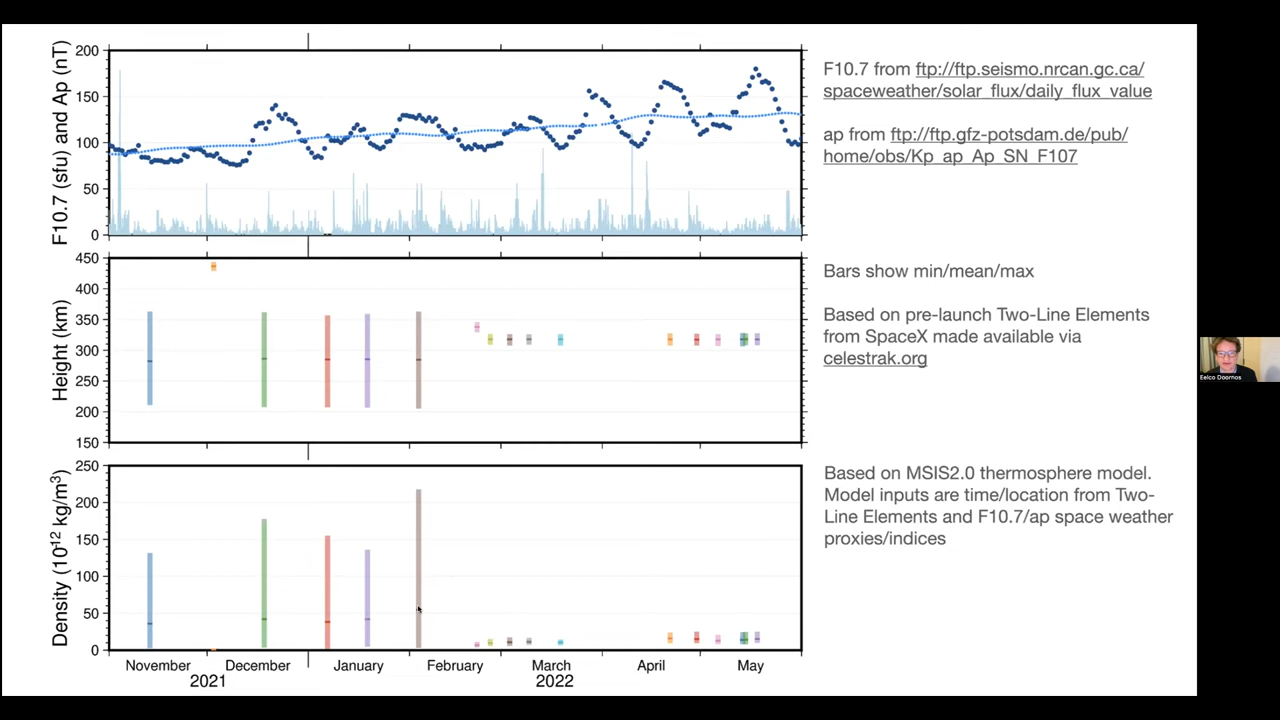 F10.7 (sfu) and Ap (nT)
200
150
100
50
0
F10.7 from ftp://ftp.seismo.nrcan.gc.ca/
spaceweather/solar_flux/daily_flux_value
ap from ftp://ftp.gfz-potsdam.de/pub/
home/obs/Kp_ap_Ap_SN_F107
Height (km)
450
400
350
300
250
200
150
Bars show min/mean/max
Based on pre-launch Two-Line Elements
from SpaceX made available via
celestrak.org
Eelco Doornos
Density (10¹² kg/m³)
250
200
150
100
50
0
Based on MSIS2.0 thermosphere model.
Model inputs are time/location from Two-
Line Elements and F10.7/ap space weather
proxies/indices
November December January February March April May
2021 2022